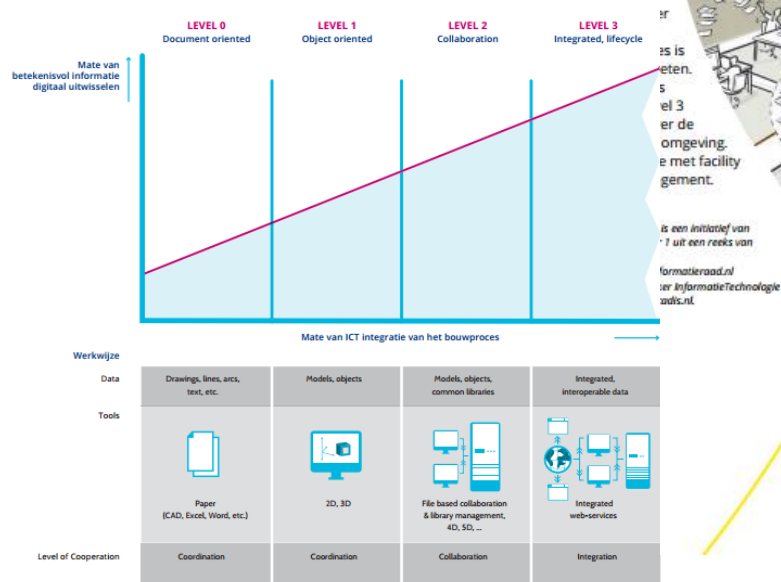 LEVEL 0
Document oriented
LEVEL 1
Object oriented
LEVEL 2
Collaboration
LEVEL 3
Integrated, lifecycle
Mate van
betekenisvol informatie
digitaal uitwisselen
Mate van ICT integratie van het bouwproces
Werkwijze
Data
Drawings, lines, arcs,
text, etc.
Models, objects
Models, objects,
common libraries
Integrated,
interoperable data
Tools
Paper
(CAD, Excel, Word, etc.)
2D, 3D
File based collaboration
& library management,
4D, 5D, ...
Integrated
web-services
Level of Cooperation
Coordination
Coordination
Collaboration
Integration
er
es is
eten.
s
vel 3
er de
omgeving.
e met facility
gement.
is een initiatief van
r 1 uit een reeks van
formatieraad.nl
ker InformatieTechnologie
cadis.nl.